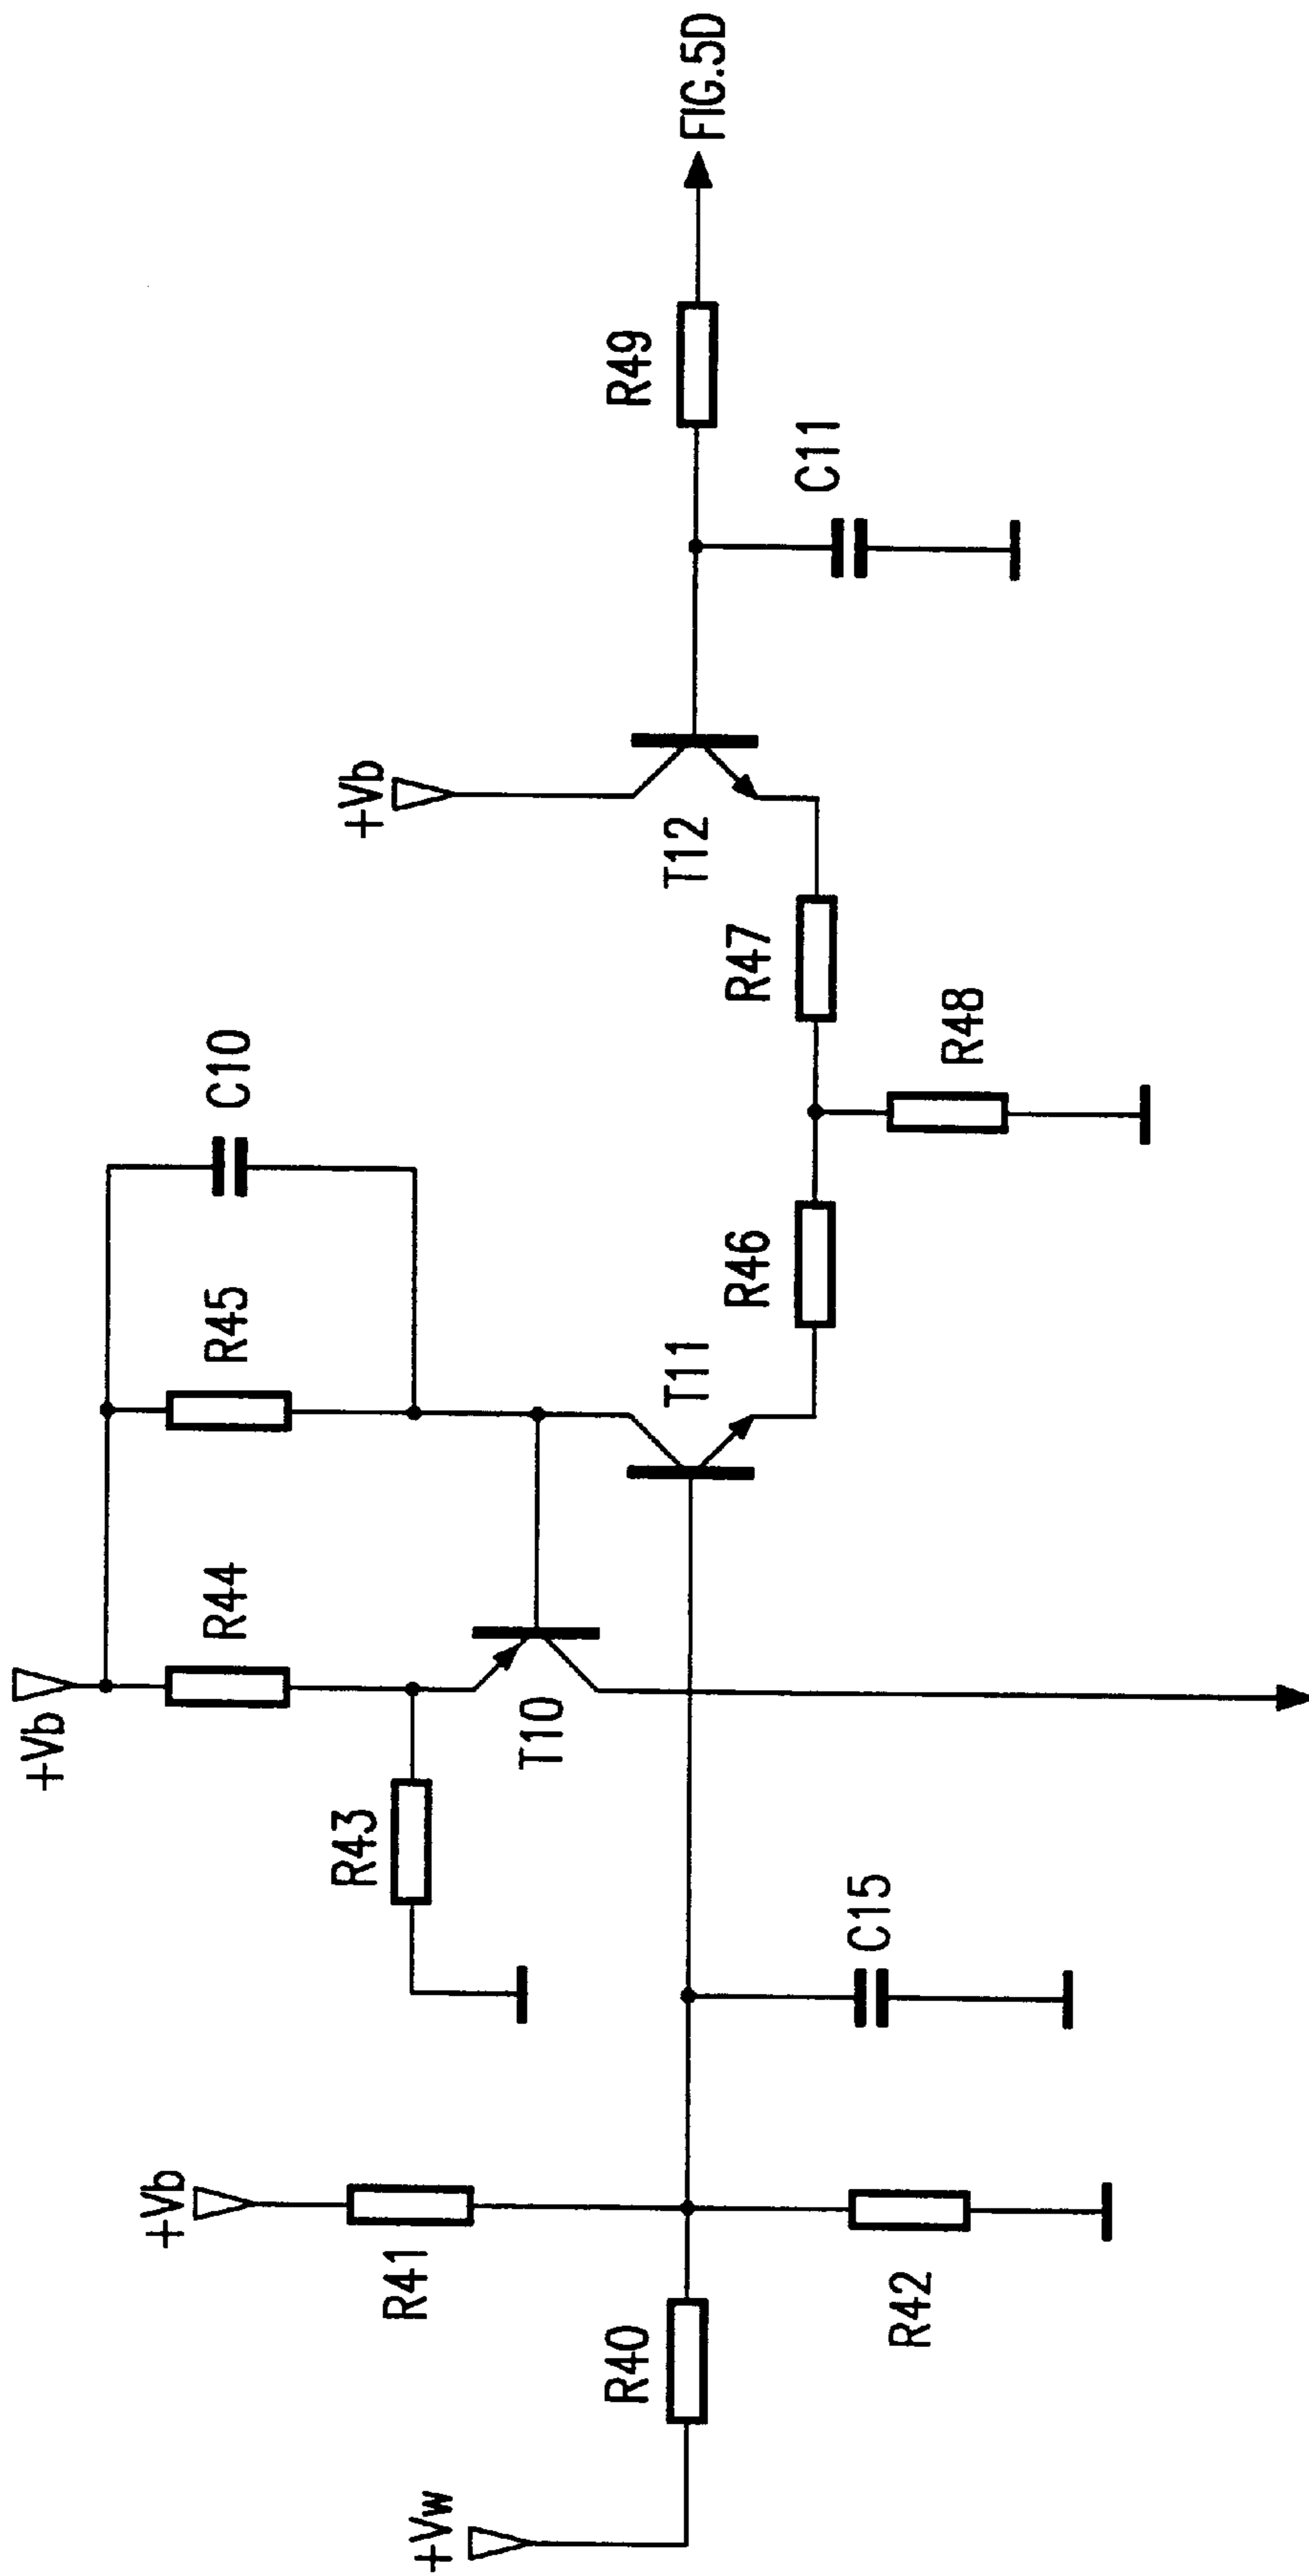 +Vw
R40
+Vb
R41
R42
C15
+Vb
R43
R44
T10
R45
C10
T11
R46
R47
R48
+Vb
T12
C11
R49
FIG.5D